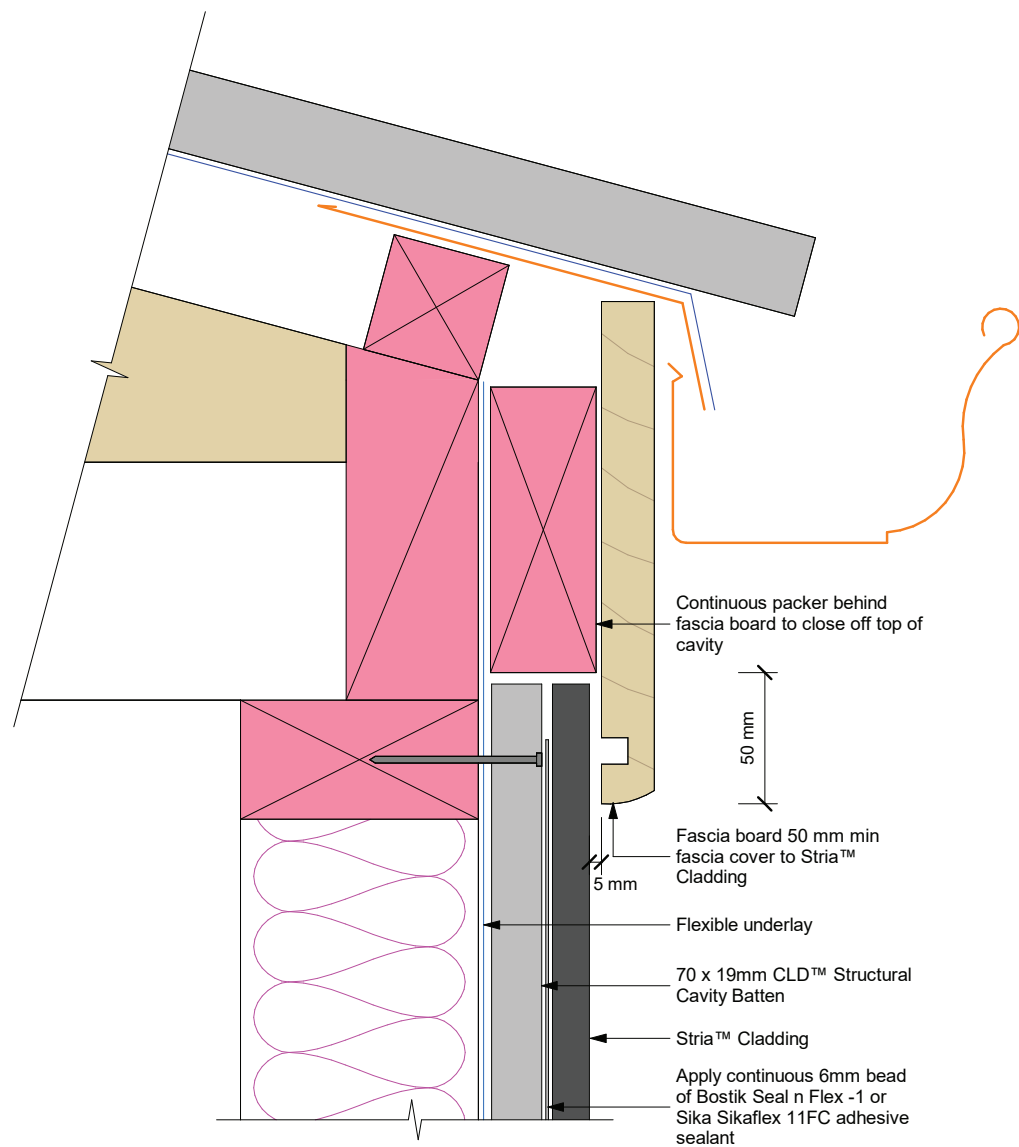 Continuous packer behind
fascia board to close off top of
cavity
50 mm
Fascia board 50 mm min
fascia cover to Stria™
Cladding
5 mm
Flexible underlay
70 x 19mm CLD™ Structural
Cavity Batten
Stria™ Cladding
Apply continuous 6mm bead
of Bostik Seal n Flex -1 or
Sika Sikaflex 11FC adhesive
sealant